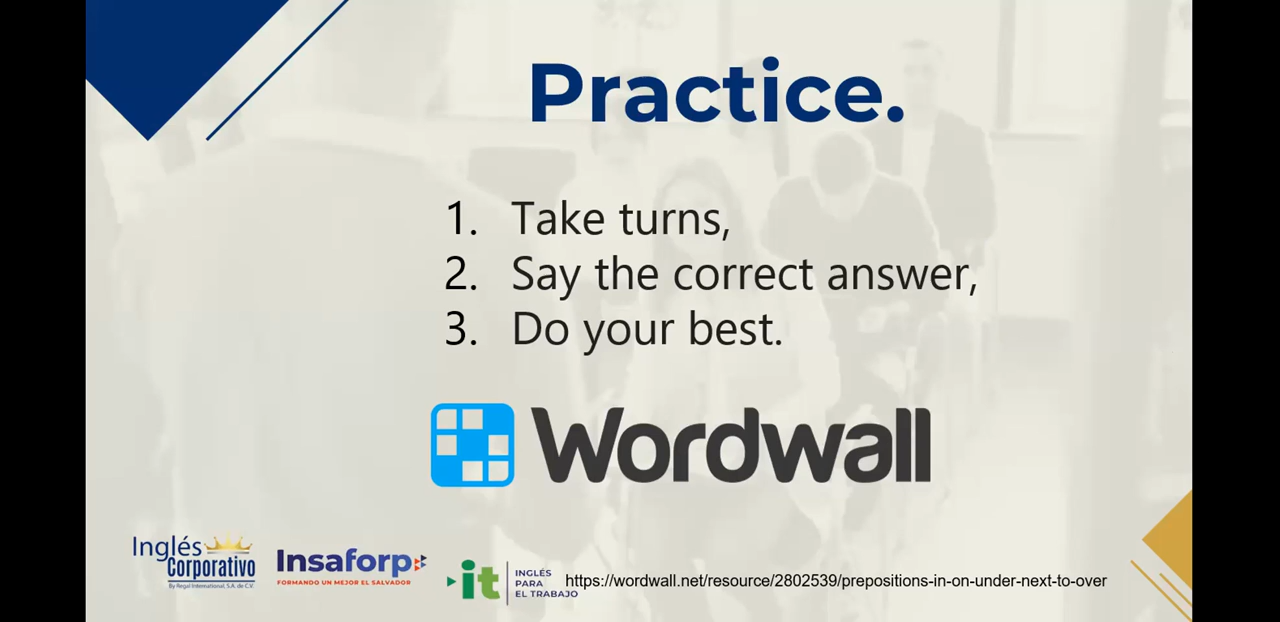 Practice.
1. Take turns,
2. Say the correct answer,
3. Do your best.
Wordwall
Inglés
Corporativo
By Regal International, S.A. de C.V.
Insaforp
FORMANDO UN MEJOR EL SALVADOR
it
INGLÉS
PARA
EL TRABAJO
https://wordwall.net/resource/2802539/prepositions-in-on-under-next-to-over